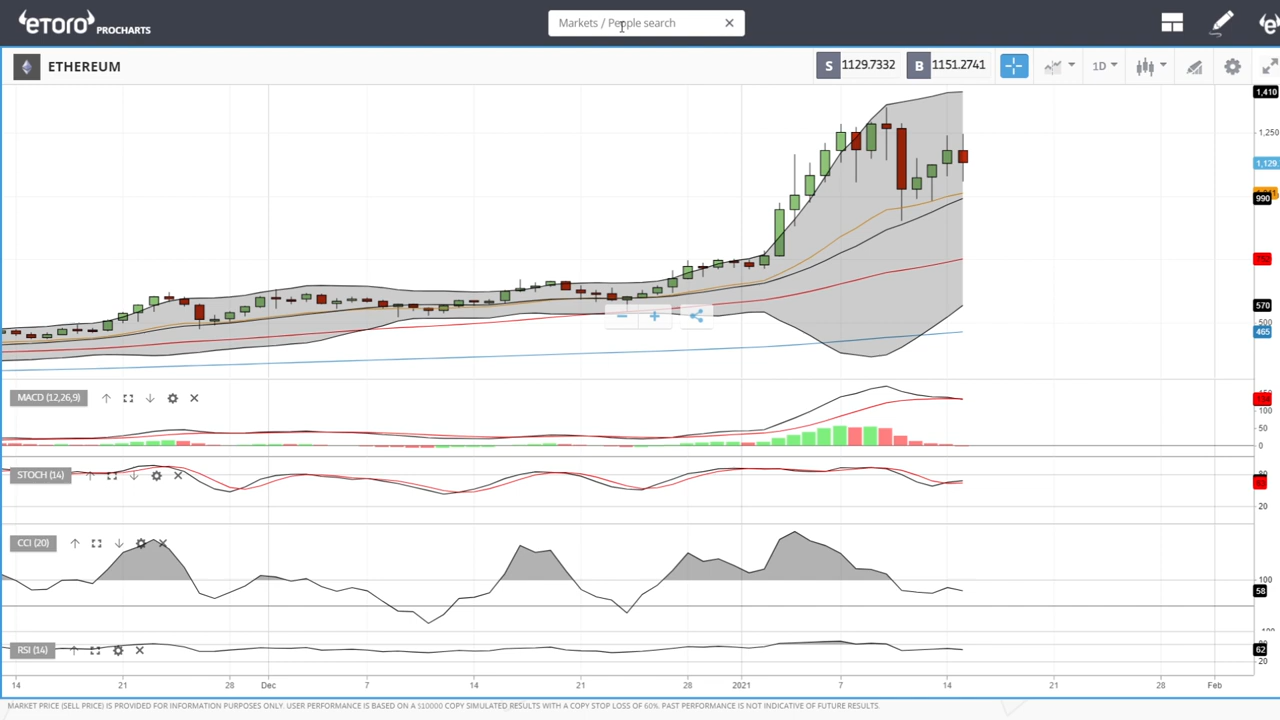 eTORO PROCHARTS
Markets / People search
ETHEREUM
S 1129.7332 B 1151.2741 1D
1,410
1,250
1,129.
990
570
500
465
MACD (12,26,9)
100
50
0
STOCH (14)
80
20
CCI (20)
100
58
RSI (14)
62
20
14 21 28 Dec 7 14 21 28 2021 7 14 21 28 Feb
MARKET PRICE (SELL PRICE) IS PROVIDED FOR INFORMATION PURPOSES ONLY. USER PERFORMANCE IS BASED ON A $10000 COPY SIMULATED RESULTS WITH A COPY STOP LOSS OF 60%. PAST PERFORMANCE IS NOT INDICATIVE OF FUTURE RESULTS.